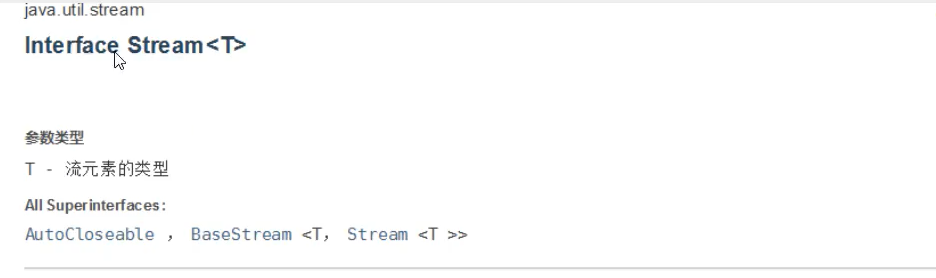 java.util.stream
Interface Stream<T>
参数类型
T - 流元素的类型
All Superinterfaces:
AutoCloseable ， BaseStream <T， Stream <T >>